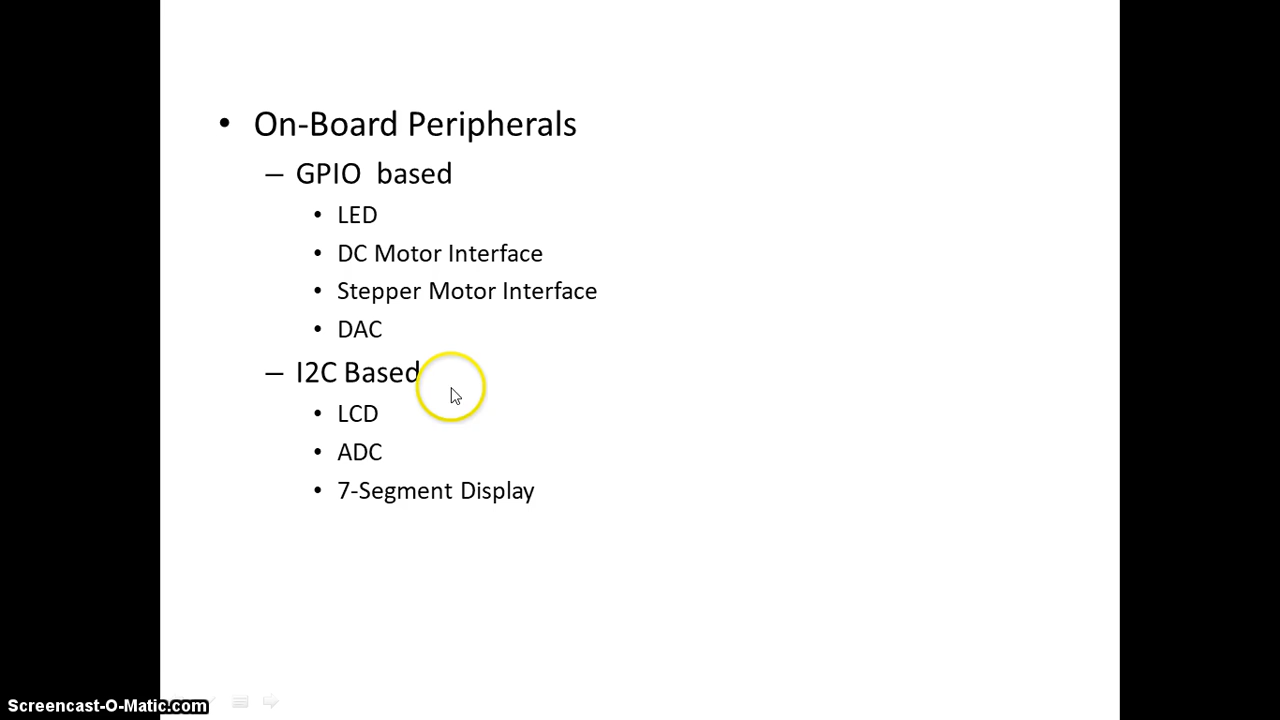 • On-Board Peripherals
– GPIO based
• LED
• DC Motor Interface
• Stepper Motor Interface
• DAC
– I2C Based
• LCD
• ADC
• 7-Segment Display
Screencast-O-Matic.com